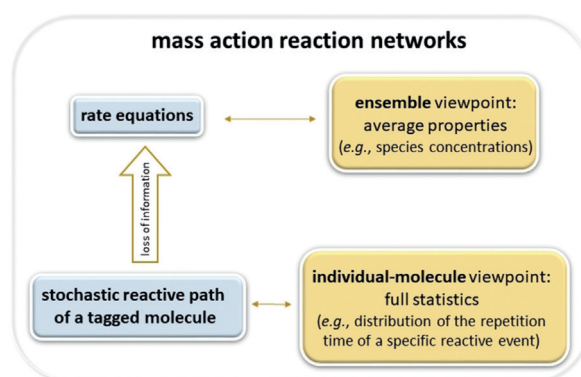 mass action reaction networks
rate equations
ensemble viewpoint:
average properties
(e.g., species concentrations)
loss of information
stochastic reactive path
of a tagged molecule
individual-molecule viewpoint:
full statistics
(e.g., distribution of the repetition
time of a specific reactive event)